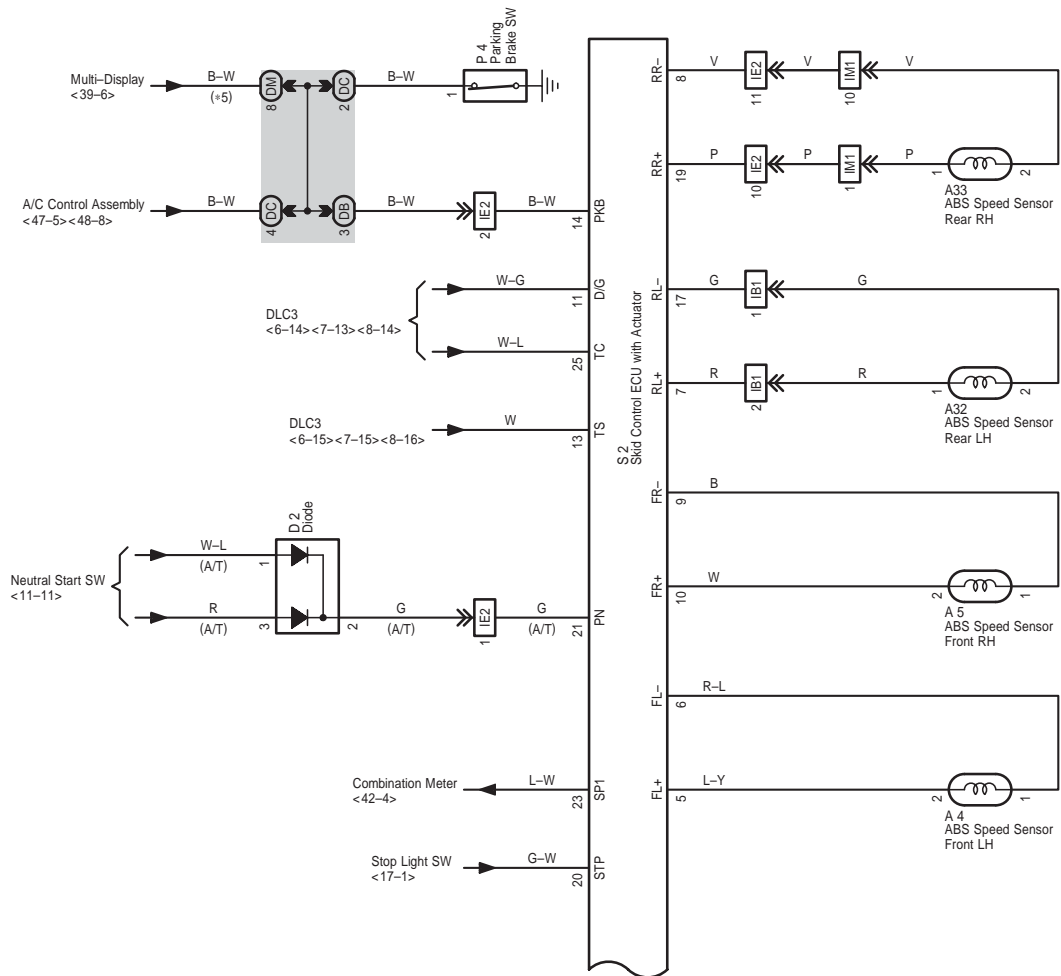 P 4
Parking
Brake SW
Multi–Display
<39–6>
B–W
(*5)
8
DM
2
DC
B–W
1
A/C Control Assembly
<47–5><48–8>
B–W
4
DC
3
DB
B–W
2
IE2
B–W
14
PKB
DLC3
<6–14><7–13><8–14>
W–G
11
D/G
W–L
25
TC
DLC3
<6–15><7–15><8–16>
W
13
TS
D 2
Diode
Neutral Start SW
<11–11>
W–L
(A/T)
1
R
(A/T)
3
2
G
(A/T)
1
IE2
G
(A/T)
21
PN
Combination Meter
<42–4>
L–W
23
SP1
Stop Light SW
<17–1>
G–W
20
STP
S 2
Skid Control ECU with Actuator
RR–
8
V
11
IE2
V
10
IM1
V
RR+
19
P
10
IE2
P
1
IM1
P
1
2
A33
ABS Speed Sensor
Rear RH
RL–
17
G
1
IB1
G
RL+
7
R
2
IB1
R
1
2
A32
ABS Speed Sensor
Rear LH
FR–
9
B
FR+
10
W
2
1
A 5
ABS Speed Sensor
Front RH
FL–
6
R–L
FL+
5
L–Y
2
1
A 4
ABS Speed Sensor
Front LH